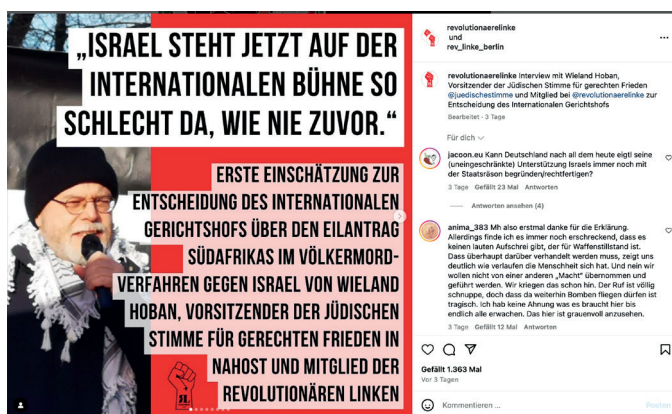 „ISRAEL STEHT JETZT AUF DER
INTERNATIONALEN BÜHNE SO
SCHLECHT DA, WIE NIE ZUVOR.“
ERSTE EINSCHÄTZUNG ZUR
ENTSCHEIDUNG DES INTERNATIONALEN
GERICHTSHOFS ÜBER DEN EILANTRAG
SÜDAFRIKAS IM VÖLKERMORD-
VERFAHREN GEGEN ISRAEL VON WIELAND
HOBAN, VORSITZENDER DER JÜDISCHEN
STIMME FÜR GERECHTEN FRIEDEN IN
NAHOST UND MITGLIED DER
REVOLUTIONÄREN LINKEN
RL
revolutionaerelinke
und
rev_linke_berlin
revolutionaerelinke Interview mit Wieland Hoban,
Vorsitzender der Jüdischen Stimme für gerechten Frieden
@juedischestimme und Mitglied bei @revolutionaerelinke zur
Entscheidung des Internationalen Gerichtshofs
Bearbeitet · 3 Tage
Für dich
jacoon.eu Kann Deutschland nach all dem heute eigtl seine
(uneingeschränkte) Unterstützung Israels immer noch mit
der Staatsräson begründen/rechtfertigen?
3 Tage Gefällt 23 Mal Antworten
Antworten ansehen (4)
anima_383 Mh also erstmal danke für die Erklärung.
Allerdings finde ich es immer noch erschreckend, dass es
keinen lauten Aufschrei gibt, der für Waffenstillstand ist.
Dass überhaupt darüber verhandelt werden muss, zeigt uns
deutlich wie verlaufen die Menschheit sich hat. Und nein wir
wollen nicht von einer anderen „Macht“ übernommen und
geführt werden. Wir kriegen das schon hin. Der Ruf ist völlig
schnuppe, doch dass da weiterhin Bomben fliegen dürfen ist
tragisch. Ich hab keine Ahnung was es braucht hier bis
endlich alle erwachen. Das hier ist grauenvoll anzusehen.
3 Tage Gefällt 12 Mal Antworten
Gefällt 1.363 Mal
Vor 3 Tagen
Kommentieren ...
Posten